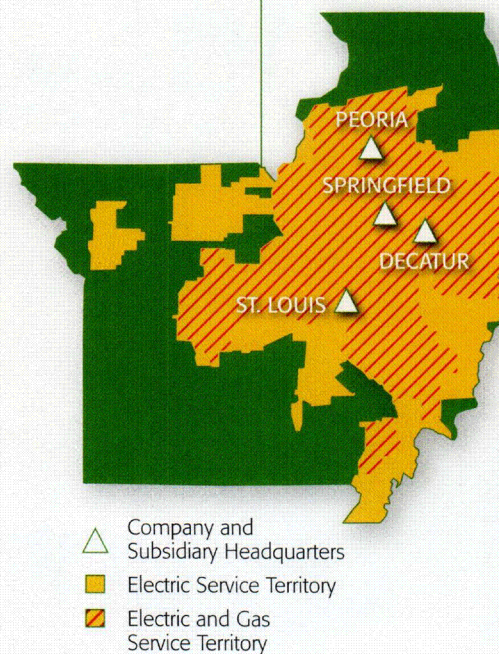 PEORIA
SPRINGFIELD
DECATUR
ST. LOUIS
Company and
Subsidiary Headquarters
Electric Service Territory
Electric and Gas
Service Territory